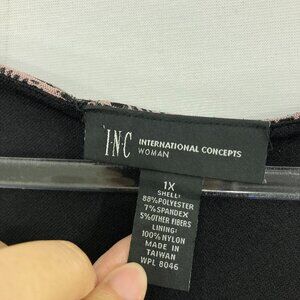 I·N·C INTERNATIONAL CONCEPTS
WOMAN
1X
SHELL:
88%POLYESTER
7%SPANDEX
5%OTHER FIBERS
LINING:
100%NYLON
MADE IN
TAIWAN
WPL 8046